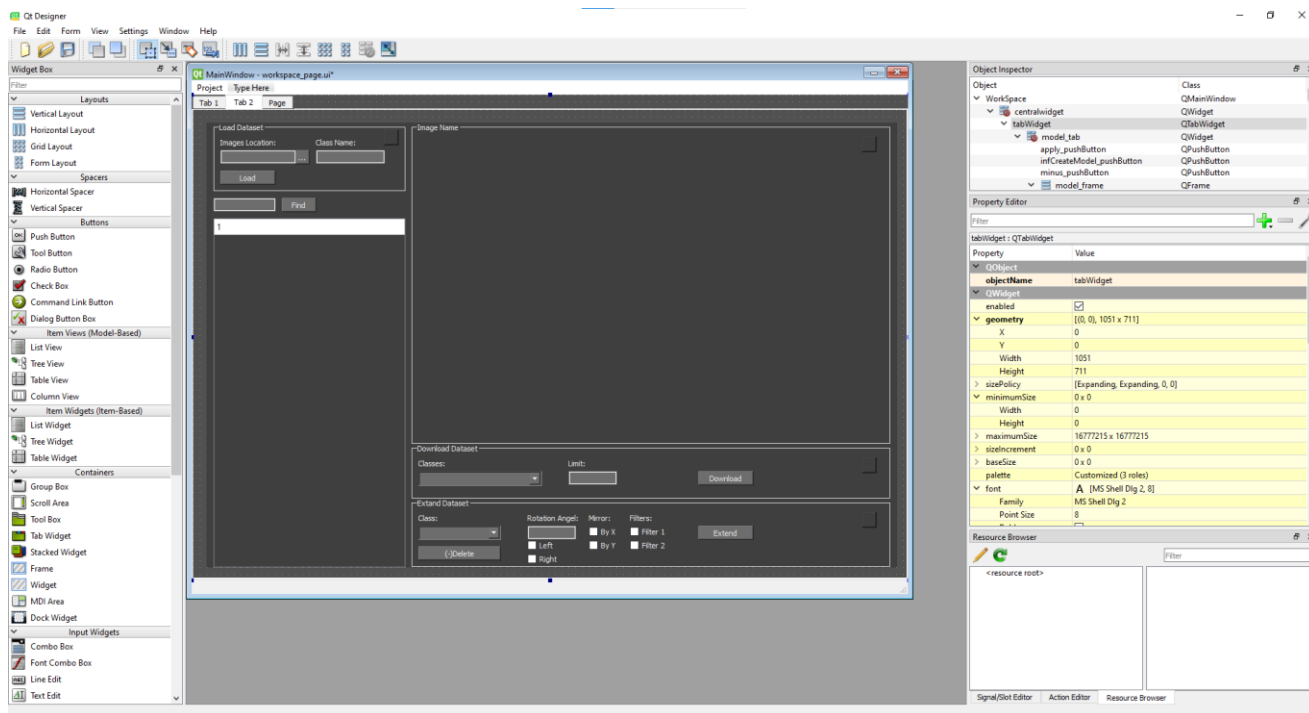 Qt Designer
File Edit Form View Settings Window Help
Widget Box
Filter
Layouts
Vertical Layout
Horizontal Layout
Grid Layout
Form Layout
Spacers
Horizontal Spacer
Vertical Spacer
Buttons
Push Button
Tool Button
Radio Button
Check Box
Command Link Button
Dialog Button Box
Item Views (Model-Based)
List View
Tree View
Table View
Column View
Item Widgets (Item-Based)
List Widget
Tree Widget
Table Widget
Containers
Group Box
Scroll Area
Tool Box
Tab Widget
Stacked Widget
Frame
Widget
MDI Area
Dock Widget
Input Widgets
Combo Box
Font Combo Box
Line Edit
Text Edit
MainWindow - workspace_page.ui*
Project Type Here
Tab 1 Tab 2 Page
Load Dataset
Images Location: Class Name:
...
Load
Find
1
Image Name
Download Dataset
Classes: Limit:
Download
Extand Dataset
Class: Rotation Angel: Mirror: Filters:
By X Filter 1 Extend
Left By Y Filter 2
(-)Delete
Right
Object Inspector
Object Class
WorkSpace QMainWindow
centralwidget QWidget
tabWidget QTabWidget
model_tab QWidget
apply_pushButton QPushButton
infCreateModel_pushButton QPushButton
minus_pushButton QPushButton
model_frame QFrame
Property Editor
Filter
tabWidget : QTabWidget
Property Value
QObject
objectName tabWidget
QWidget
enabled
geometry [(0, 0), 1051 x 711]
X 0
Y 0
Width 1051
Height 711
sizePolicy [Expanding, Expanding, 0, 0]
minimumSize 0 x 0
Width 0
Height 0
maximumSize 16777215 x 16777215
sizeIncrement 0 x 0
baseSize 0 x 0
palette Customized (3 roles)
font A [MS Shell Dlg 2, 8]
Family MS Shell Dlg 2
Point Size 8
Resource Browser
Filter
<resource root>
Signal/Slot Editor Action Editor Resource Browser